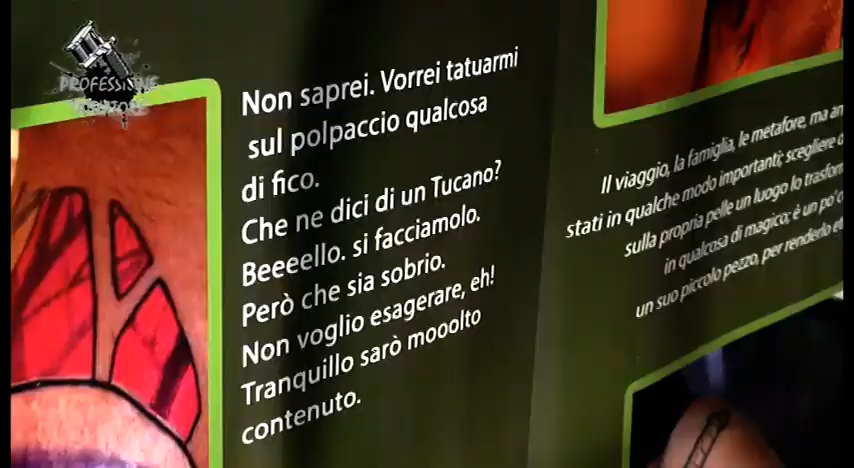 PROFESSIONE
TATUATORE
Non saprei. Vorrei tatuarmi
sul polpaccio qualcosa
di fico.
Che ne dici di un Tucano?
Beeeello. si facciamolo.
Però che sia sobrio.
Non voglio esagerare, eh!
Tranquillo sarò mooolto
contenuto.
Il viaggio, la famiglia, le metafore, ma
stati in qualche modo importanti; scegliere
sulla propria pelle un luogo lo
in qualcosa di magico; è un po'
un suo piccolo pezzo, per renderlo